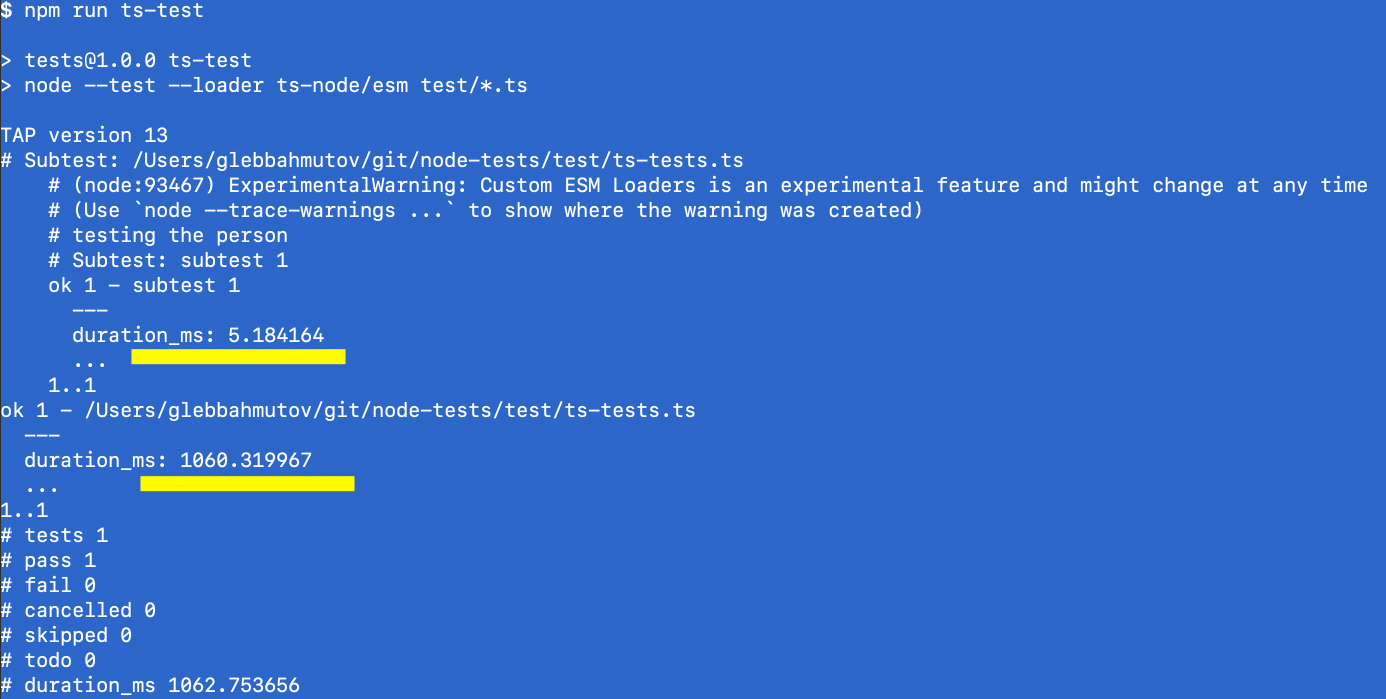 $ npm run ts-test
> tests@1.0.0 ts-test
> node --test --loader ts-node/esm test/*.ts
TAP version 13
# Subtest: /Users/glebbahmutov/git/node-tests/test/ts-tests.ts
# (node:93467) ExperimentalWarning: Custom ESM Loaders is an experimental feature and might change at any time
# (Use `node --trace-warnings ...` to show where the warning was created)
# testing the person
# Subtest: subtest 1
ok 1 - subtest 1
---
duration_ms: 5.184164
...
1..1
ok 1 - /Users/glebbahmutov/git/node-tests/test/ts-tests.ts
---
duration_ms: 1060.319967
...
1..1
# tests 1
# pass 1
# fail 0
# cancelled 0
# skipped 0
# todo 0
# duration_ms 1062.753656